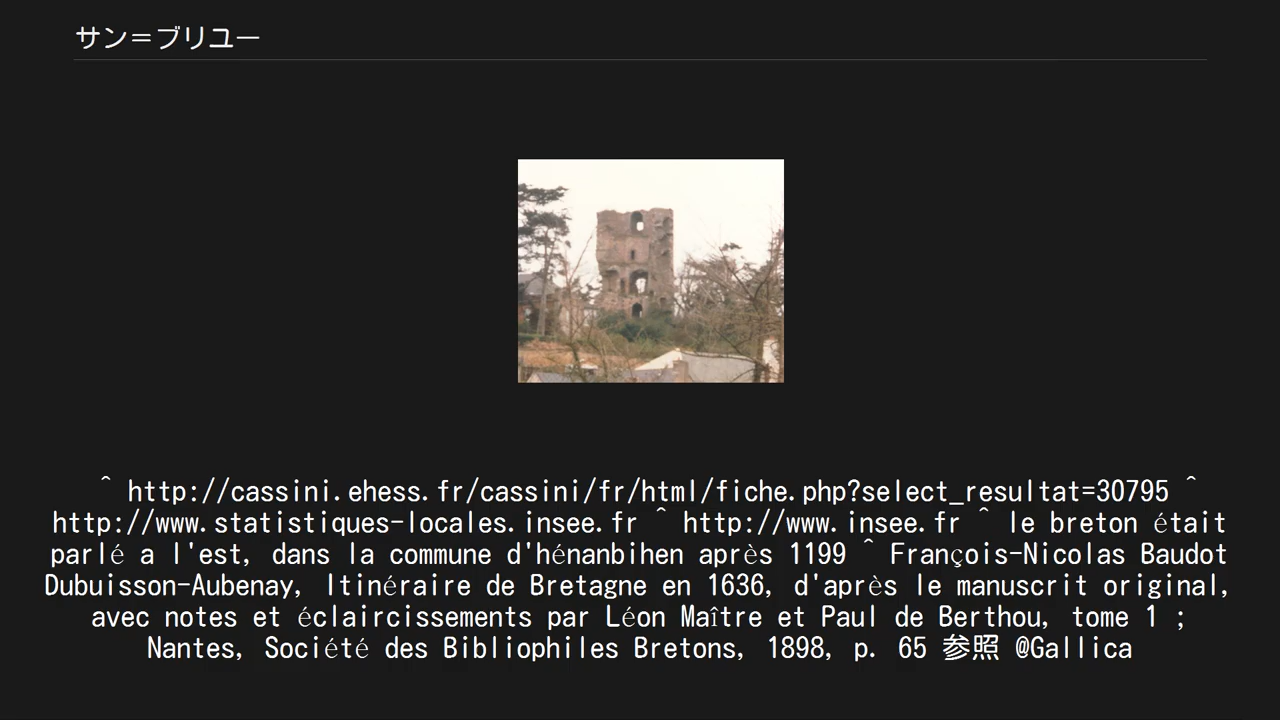 サン＝ブリユー
^ http://cassini.ehess.fr/cassini/fr/html/fiche.php?select_resultat=30795 ^
http://www.statistiques-locales.insee.fr ^ http://www.insee.fr ^ le breton était
parlé a l'est, dans la commune d'hénanbihen après 1199 ^ François-Nicolas Baudot
Dubuisson-Aubenay, Itinéraire de Bretagne en 1636, d'après le manuscrit original,
avec notes et éclaircissements par Léon Maître et Paul de Berthou, tome 1 ;
Nantes, Société des Bibliophiles Bretons, 1898, p. 65 参照 @Gallica